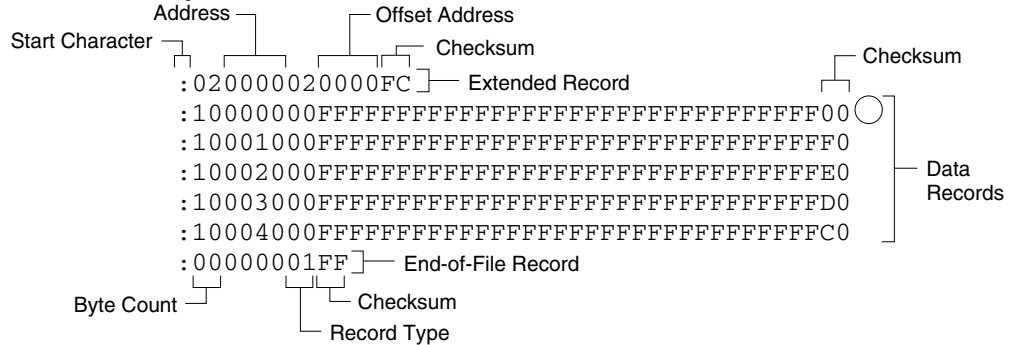 Address
Offset Address
Start Character
Checksum
Checksum
:020000020000FC
Extended Record
:10000000FFFFFFFFFFFFFFFFFFFFFFFFFFFFFFFF00
:10001000FFFFFFFFFFFFFFFFFFFFFFFFFFFFFFFFF0
:10002000FFFFFFFFFFFFFFFFFFFFFFFFFFFFFFFFE0
Data
Records
:10003000FFFFFFFFFFFFFFFFFFFFFFFFFFFFFFFFD0
:10004000FFFFFFFFFFFFFFFFFFFFFFFFFFFFFFFFC0
:00000001FF
End-of-File Record
Byte Count
Checksum
Record Type